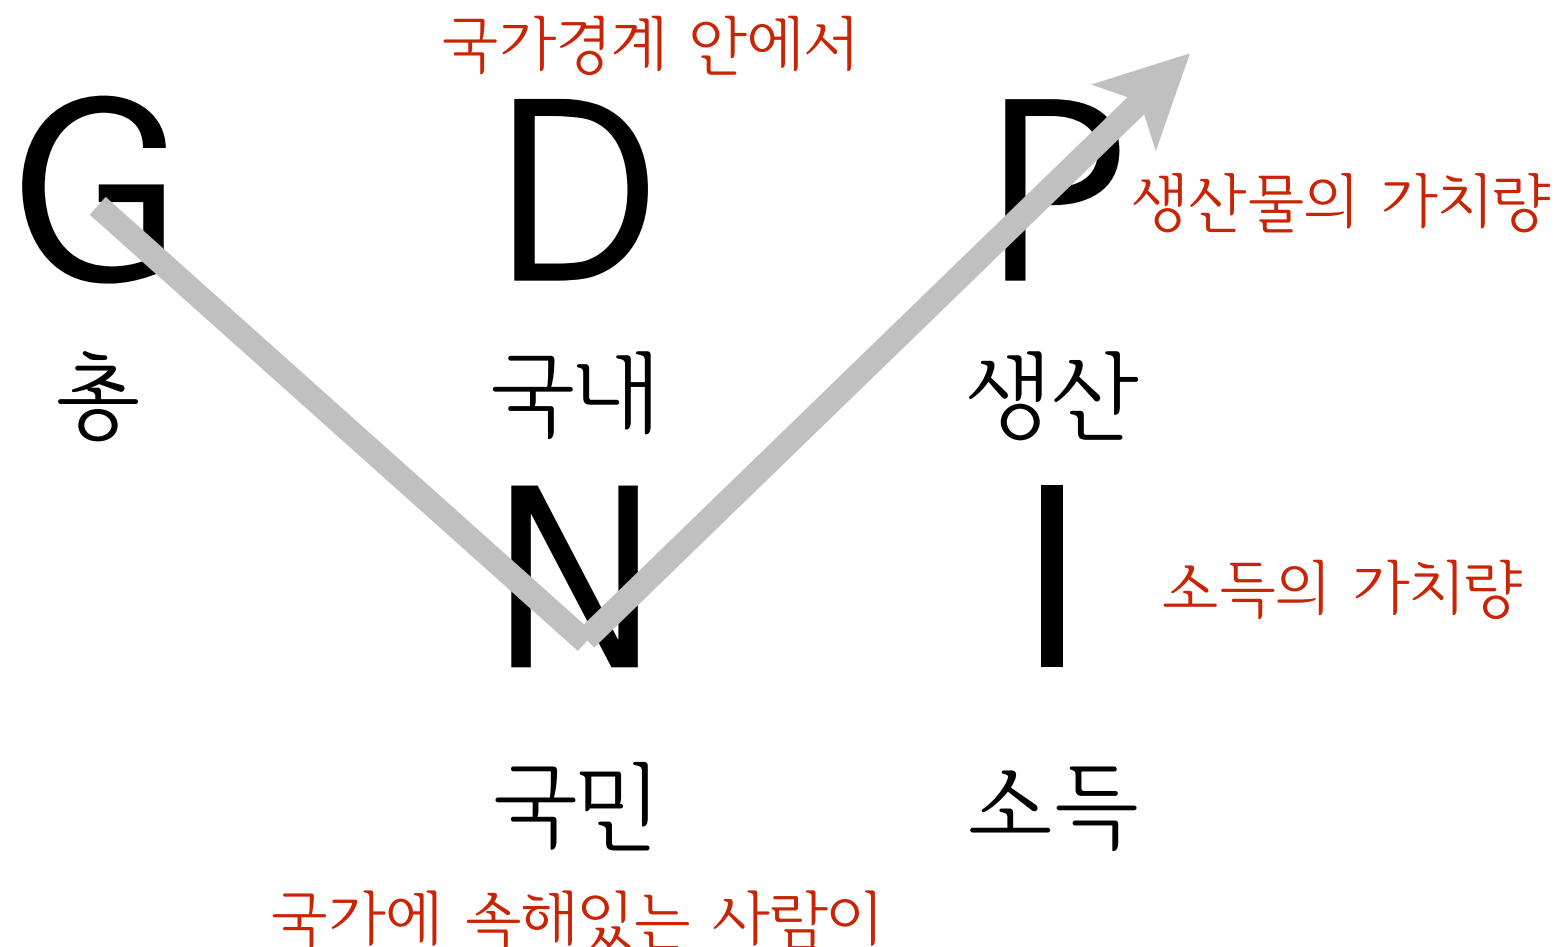 국가경계 안에서
G D P
생산물의 가치량
총 국내 생산
N I
소득의 가치량
국민 소득
국가에 속해있는 사람이